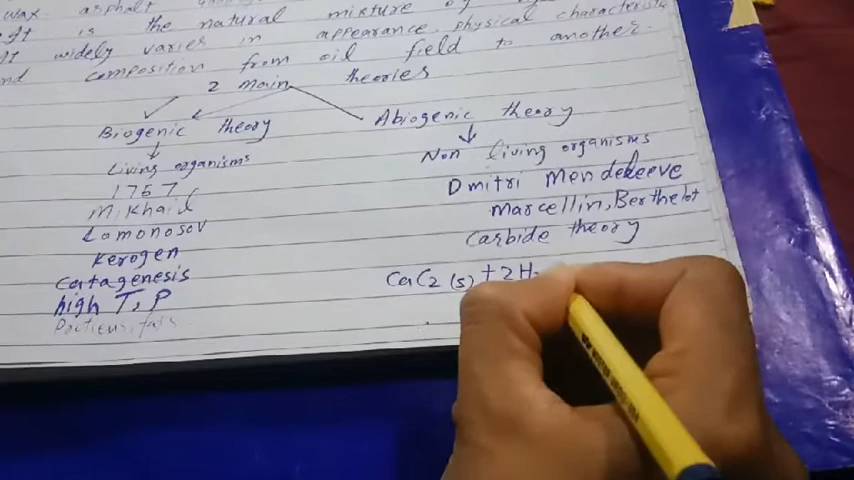 wax. asphalt
It is the natural mixture of
It widely varies in appearance, physical characteristic
and composition from oil field to another.
2 main theories
Biogenic theory
Living organisms
1757
Mikhail
Lomonosov
Kerogen
Catagenesis
high T, P
Abiogenic theory
Non living organisms
Dmitri Mendeleeve
Marcellin, Berthelot
Carbide theory
CaC2 (s) + 2H